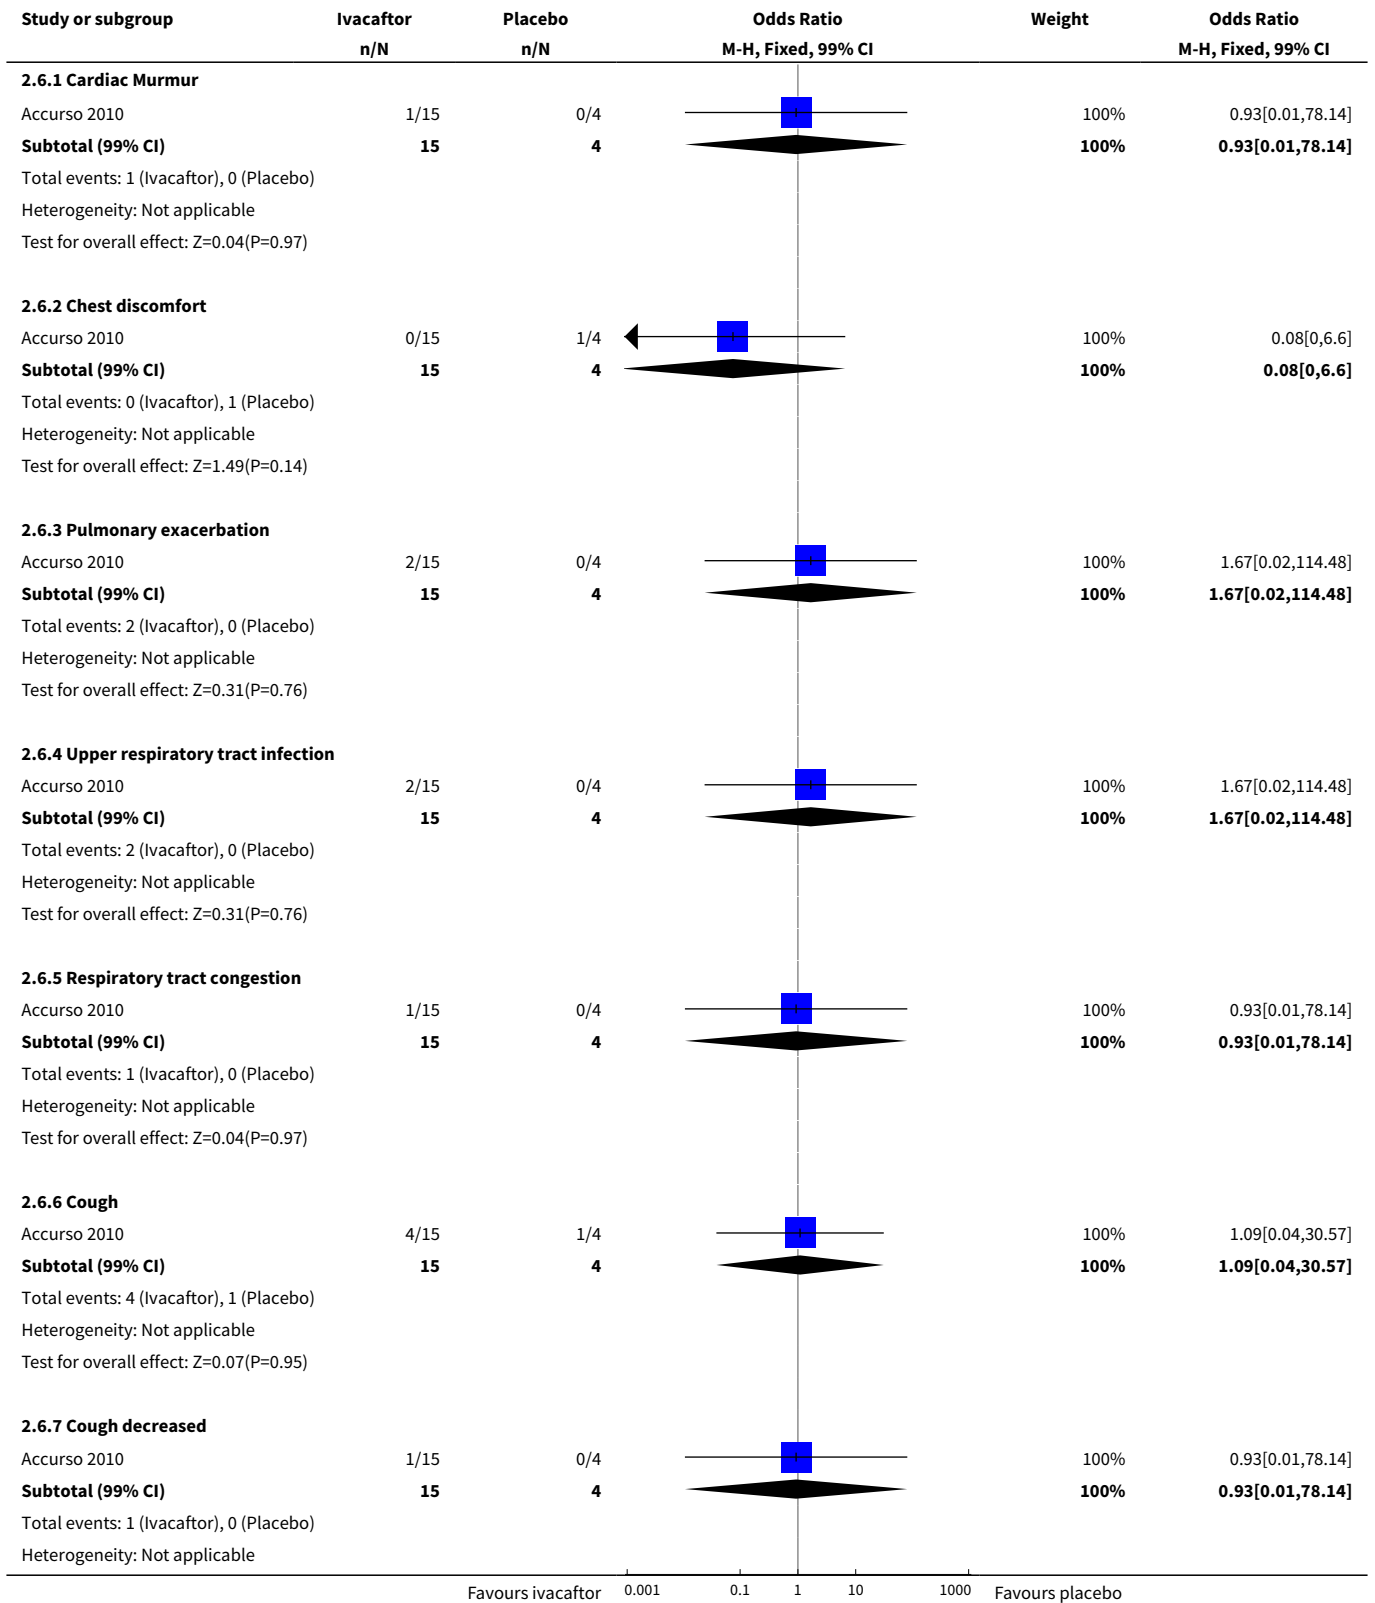 Study or subgroup Ivacaftor Placebo Odds Ratio Weight Odds Ratio
n/N n/N M-H, Fixed, 99% CI M-H, Fixed, 99% CI
2.6.1 Cardiac Murmur
Accurso 2010 1/15 0/4 100% 0.93[0.01,78.14]
Subtotal (99% CI) 15 4 100% 0.93[0.01,78.14]
Total events: 1 (Ivacaftor), 0 (Placebo)
Heterogeneity: Not applicable
Test for overall effect: Z=0.04(P=0.97)
2.6.2 Chest discomfort
Accurso 2010 0/15 1/4 100% 0.08[0,6.6]
Subtotal (99% CI) 15 4 100% 0.08[0,6.6]
Total events: 0 (Ivacaftor), 1 (Placebo)
Heterogeneity: Not applicable
Test for overall effect: Z=1.49(P=0.14)
2.6.3 Pulmonary exacerbation
Accurso 2010 2/15 0/4 100% 1.67[0.02,114.48]
Subtotal (99% CI) 15 4 100% 1.67[0.02,114.48]
Total events: 2 (Ivacaftor), 0 (Placebo)
Heterogeneity: Not applicable
Test for overall effect: Z=0.31(P=0.76)
2.6.4 Upper respiratory tract infection
Accurso 2010 2/15 0/4 100% 1.67[0.02,114.48]
Subtotal (99% CI) 15 4 100% 1.67[0.02,114.48]
Total events: 2 (Ivacaftor), 0 (Placebo)
Heterogeneity: Not applicable
Test for overall effect: Z=0.31(P=0.76)
2.6.5 Respiratory tract congestion
Accurso 2010 1/15 0/4 100% 0.93[0.01,78.14]
Subtotal (99% CI) 15 4 100% 0.93[0.01,78.14]
Total events: 1 (Ivacaftor), 0 (Placebo)
Heterogeneity: Not applicable
Test for overall effect: Z=0.04(P=0.97)
2.6.6 Cough
Accurso 2010 4/15 1/4 100% 1.09[0.04,30.57]
Subtotal (99% CI) 15 4 100% 1.09[0.04,30.57]
Total events: 4 (Ivacaftor), 1 (Placebo)
Heterogeneity: Not applicable
Test for overall effect: Z=0.07(P=0.95)
2.6.7 Cough decreased
Accurso 2010 1/15 0/4 100% 0.93[0.01,78.14]
Subtotal (99% CI) 15 4 100% 0.93[0.01,78.14]
Total events: 1 (Ivacaftor), 0 (Placebo)
Heterogeneity: Not applicable
Favours ivacaftor 0.001 0.1 1 10 1000 Favours placebo